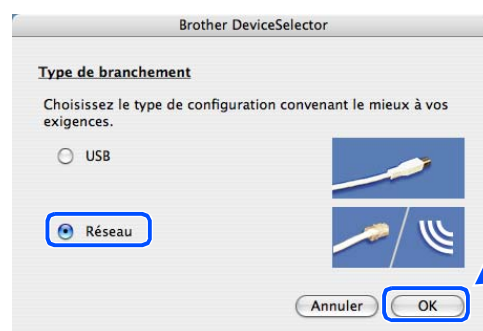 Brother DeviceSelector
Type de branchement
Choisissez le type de configuration convenant le mieux à vos
exigences.
USB
Réseau
Annuler OK